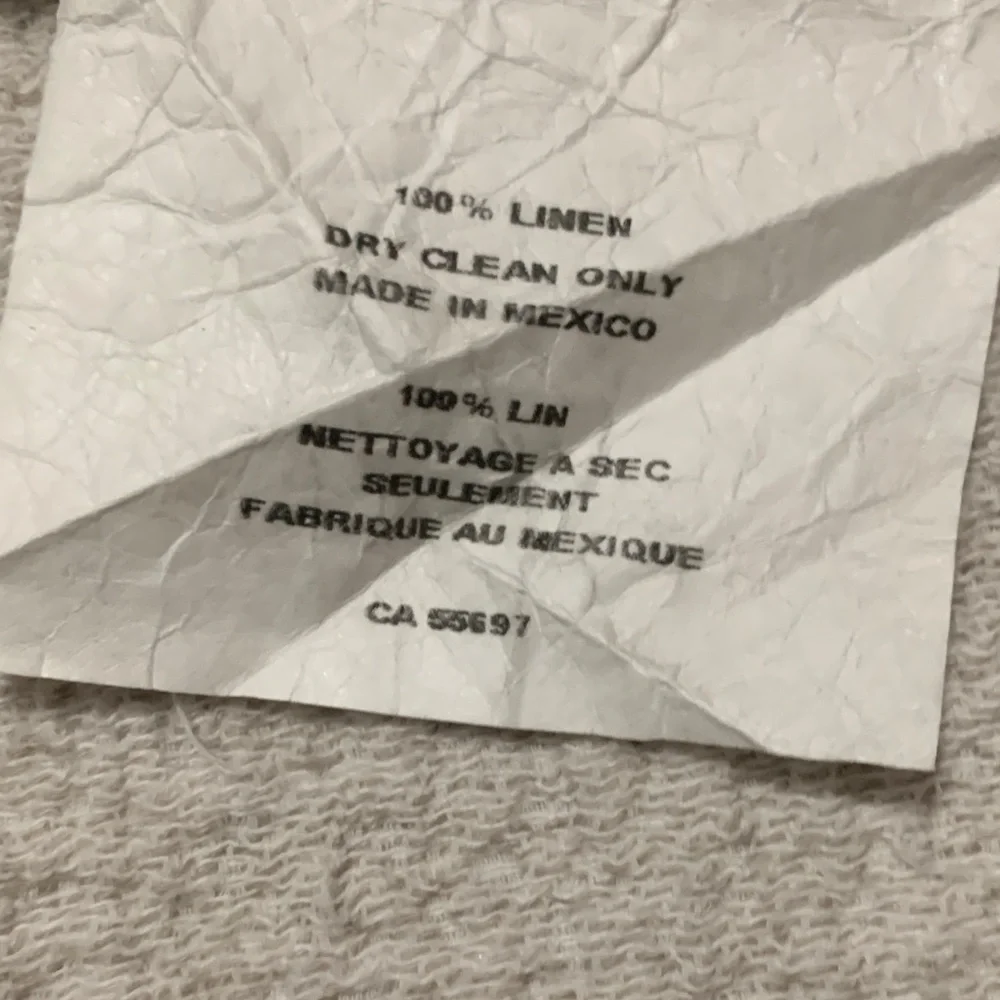 100% LINEN
DRY CLEAN ONLY
MADE IN MEXICO
100% LIN
NETTOYAGE A SEC
SEULEMENT
FABRIQUE AU MEXIQUE
CA 55697